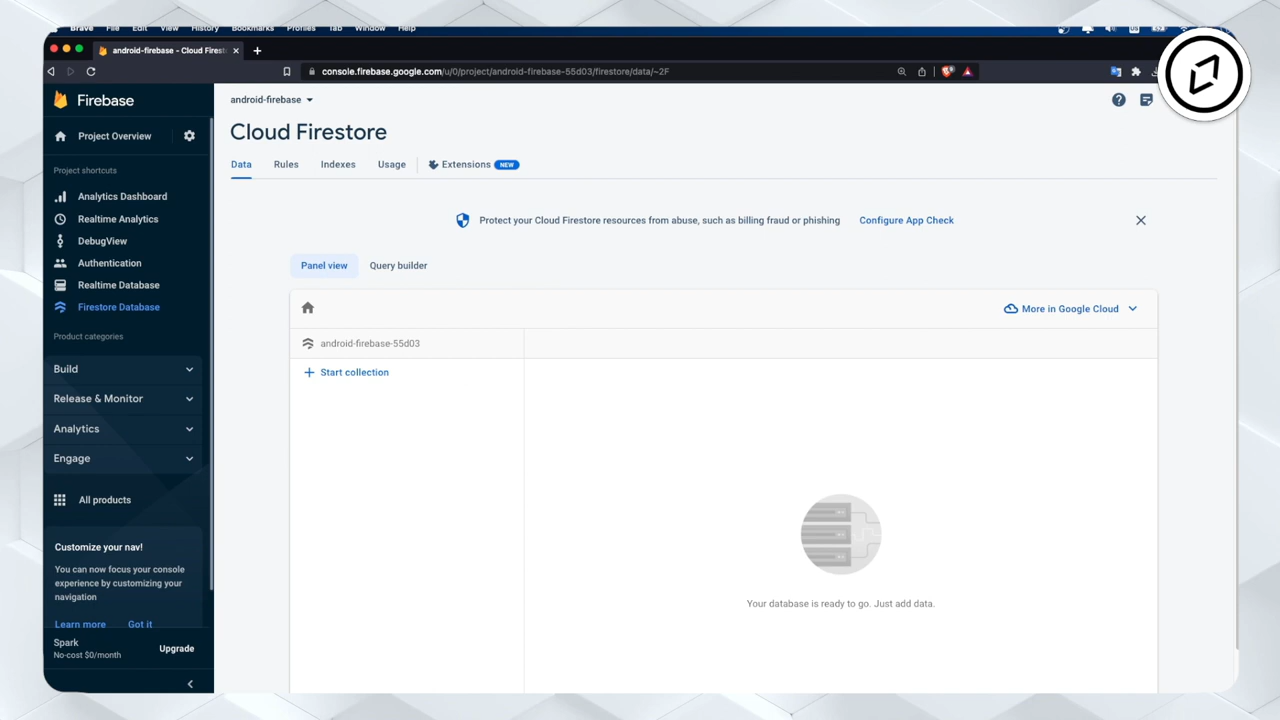 Brave File Edit View History Bookmarks Profiles Tab Window Help
android-firebase - Cloud Firest
console.firebase.google.com/u/0/project/android-firebase-55d03/firestore/data/~2F
Firebase
Project Overview
Project shortcuts
Analytics Dashboard
Realtime Analytics
DebugView
Authentication
Realtime Database
Firestore Database
Product categories
Build
Release & Monitor
Analytics
Engage
All products
Customize your nav!
You can now focus your console
experience by customizing your
navigation
Learn more Got it
Spark
No-cost $0/month
Upgrade
android-firebase
Cloud Firestore
Data Rules Indexes Usage Extensions NEW
Protect your Cloud Firestore resources from abuse, such as billing fraud or phishing Configure App Check
Panel view Query builder
More in Google Cloud
android-firebase-55d03
Start collection
Your database is ready to go. Just add data.